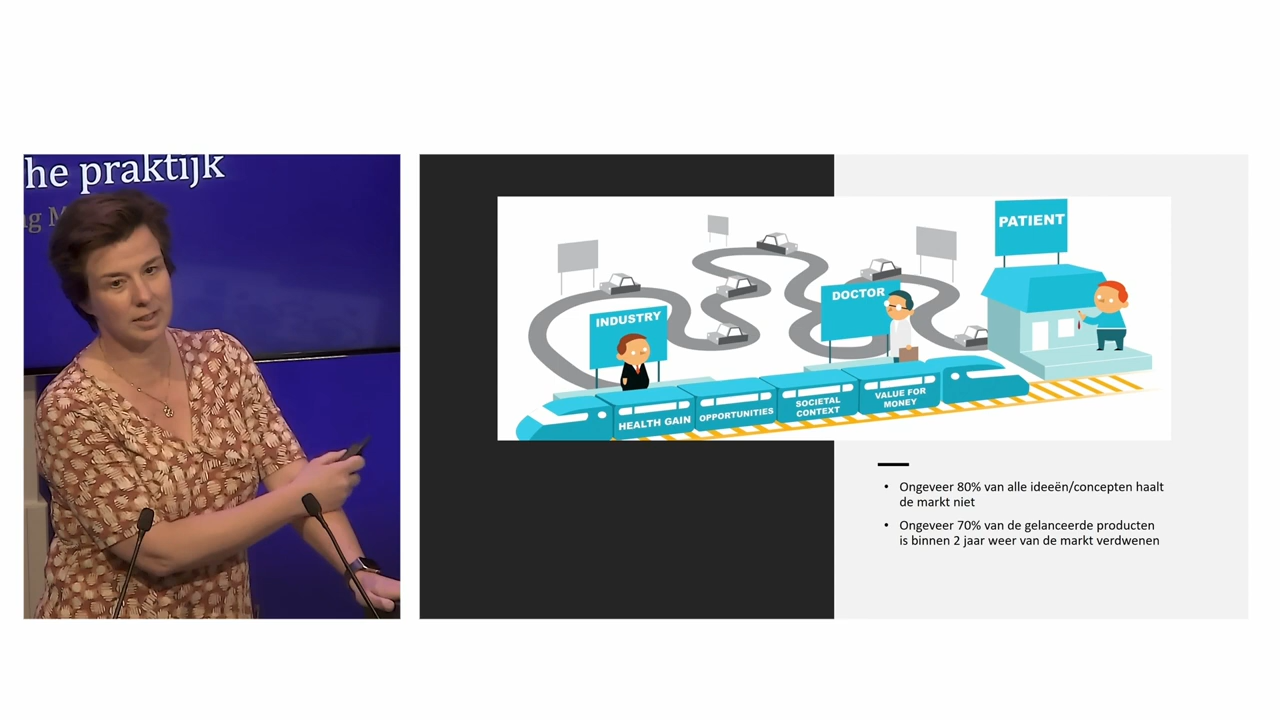 he praktijk
PATIENT
DOCTOR
INDUSTRY
HEALTH GAIN
OPPORTUNITIES
SOCIETAL
CONTEXT
VALUE FOR
MONEY
• Ongeveer 80% van alle ideeën/concepten haalt
de markt niet
• Ongeveer 70% van de gelanceerde producten
is binnen 2 jaar weer van de markt verdwenen